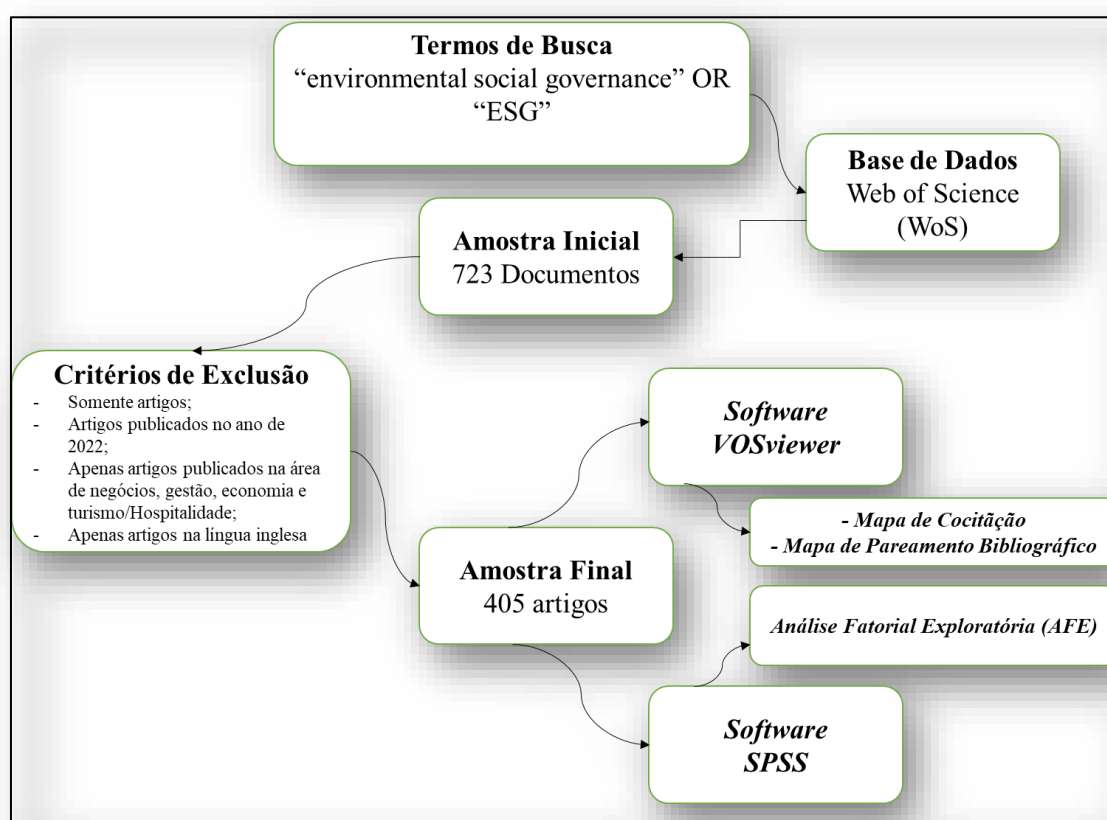 Termos de Busca
“environmental social governance” OR
“ESG”
Base de Dados
Web of Science
(WoS)
Amostra Inicial
723 Documentos
Critérios de Exclusão
- Somente artigos;
- Artigos publicados no ano de
2022;
- Apenas artigos publicados na área
de negócios, gestão, economia e
turismo/Hospitalidade;
- Apenas artigos na língua inglesa
Amostra Final
405 artigos
Software
VOSviewer
- Mapa de Cocitãção
- Mapa de Pareamento Bibliográfico
Análise Fatorial Exploratória (AFE)
Software
SPSS